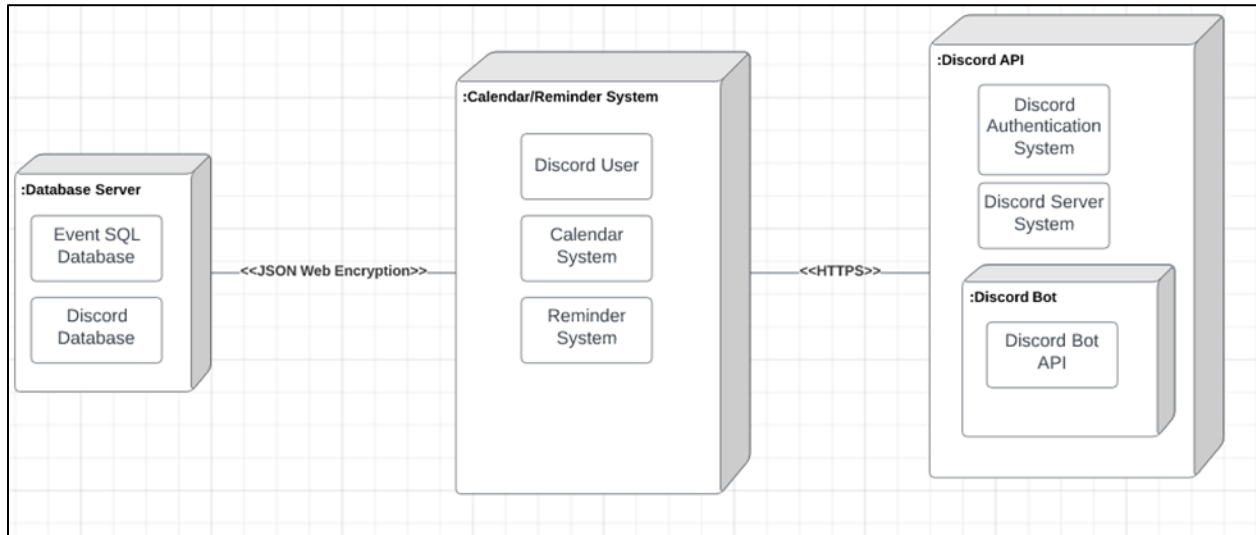 :Database Server
Event SQL
Database
Discord
Database
<<JSON Web Encryption>>
:Calendar/Reminder System
Discord User
Calendar
System
Reminder
System
<<HTTPS>>
:Discord API
Discord
Authentication
System
Discord Server
System
:Discord Bot
Discord Bot
API